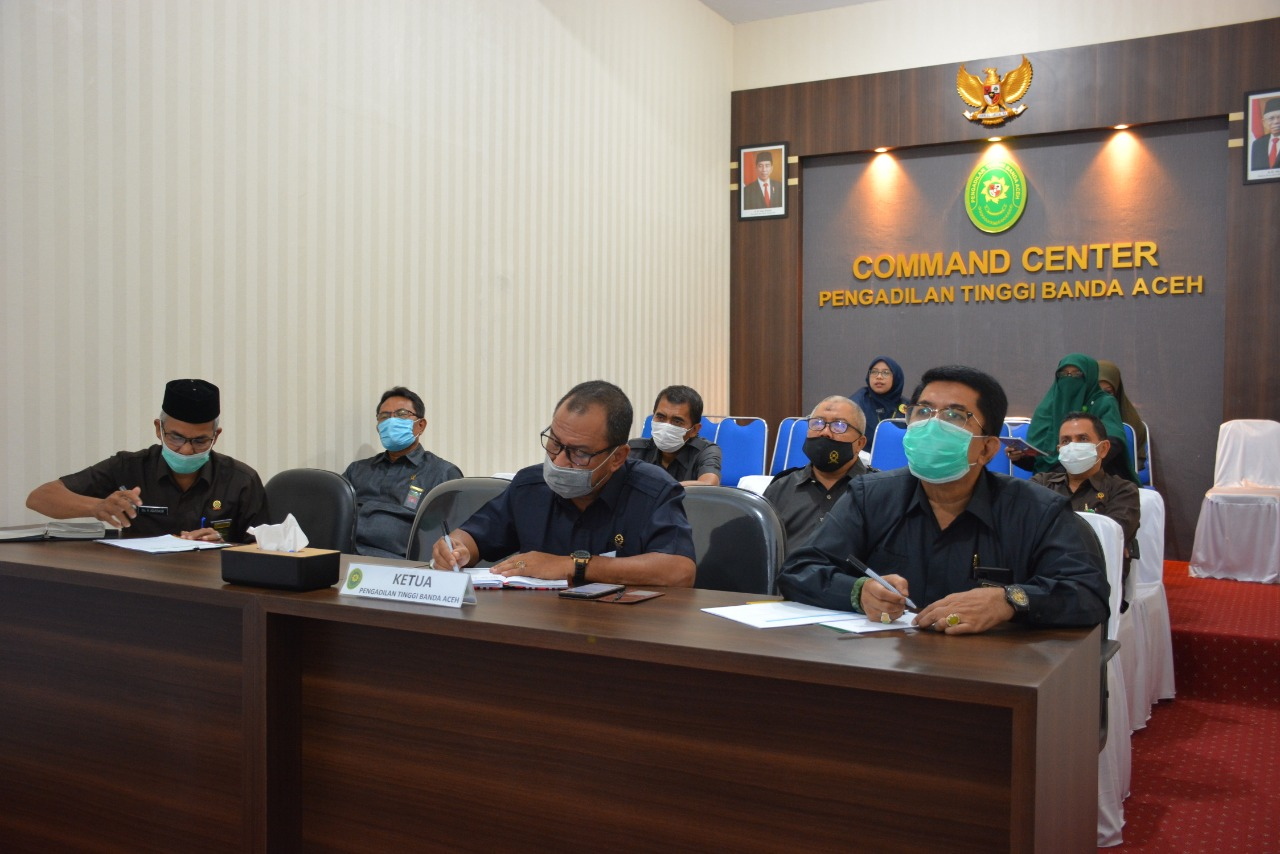 COMMAND CENTER
PENGADILAN TINGGI BANDA ACEH
KETUA
PENGADILAN TINGGI BANDA ACEH